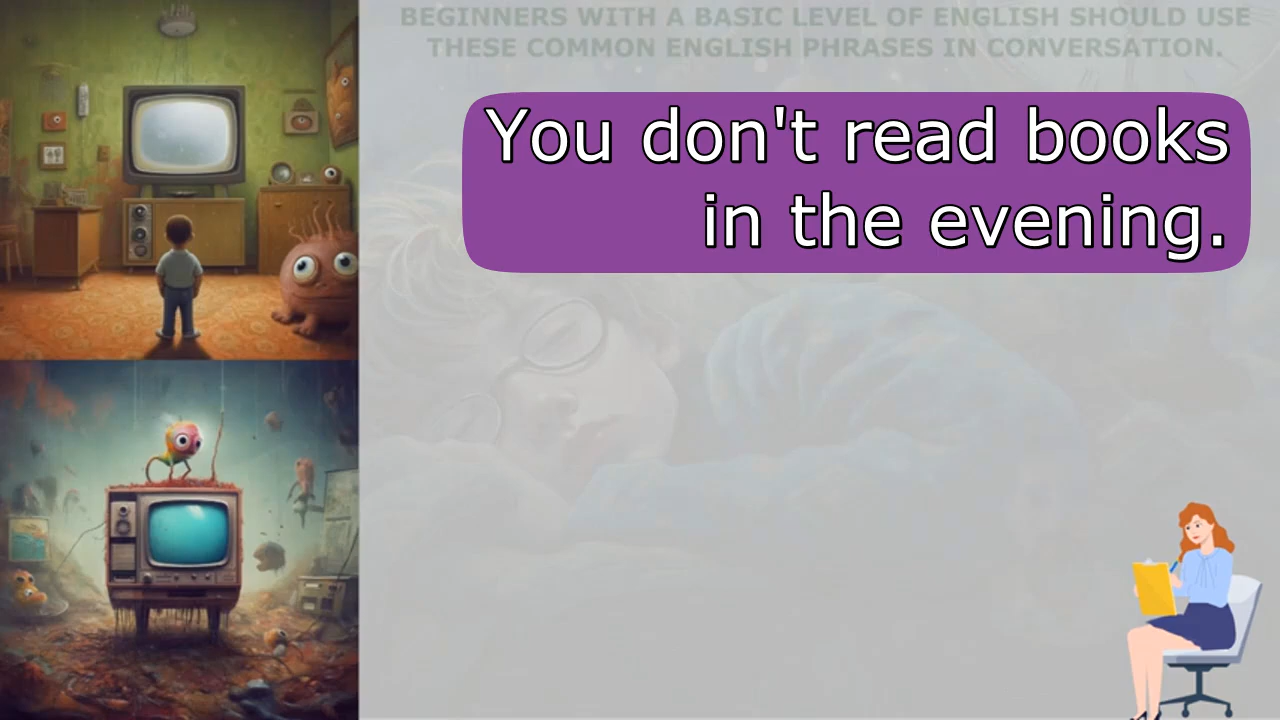 BEGINNERS WITH A BASIC LEVEL OF ENGLISH SHOULD USE
THESE COMMON ENGLISH PHRASES IN CONVERSATION.
You don't read books
in the evening.